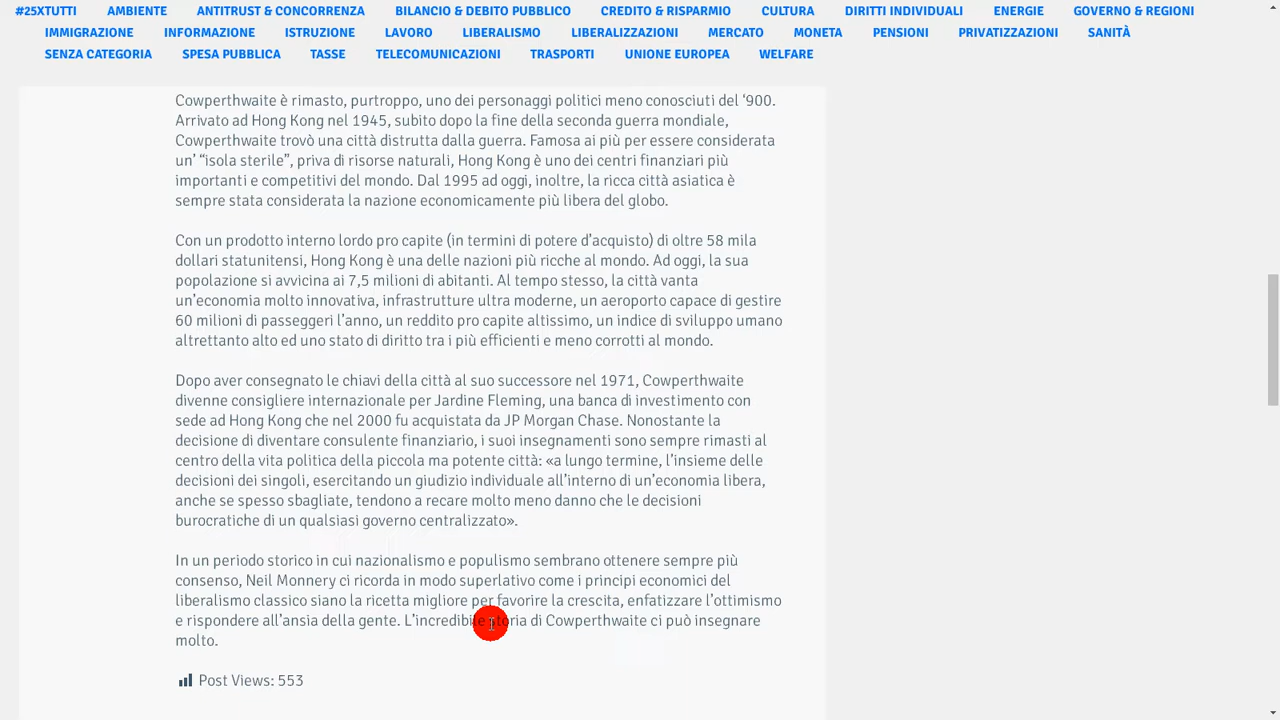 #25XTUTTI AMBIENTE ANTITRUST & CONCORRENZA BILANCIO & DEBITO PUBBLICO CREDITO & RISPARMIO CULTURA DIRITTI INDIVIDUALI ENERGIE GOVERNO & REGIONI
IMMIGRAZIONE INFORMAZIONE ISTRUZIONE LAVORO LIBERALISMO LIBERALIZZAZIONI MERCATO MONETA PENSIONI PRIVATIZZAZIONI SANITÀ
SENZA CATEGORIA SPESA PUBBLICA TASSE TELECOMUNICAZIONI TRASPORTI UNIONE EUROPEA WELFARE
Cowperthwaite è rimasto, purtroppo, uno dei personaggi politici meno conosciuti del ‘900.
Arrivato ad Hong Kong nel 1945, subito dopo la fine della seconda guerra mondiale,
Cowperthwaite trovò una città distrutta dalla guerra. Famosa ai più per essere considerata
un’ “isola sterile”, priva di risorse naturali, Hong Kong è uno dei centri finanziari più
importanti e competitivi del mondo. Dal 1995 ad oggi, inoltre, la ricca città asiatica è
sempre stata considerata la nazione economicamente più libera del globo.
Con un prodotto interno lordo pro capite (in termini di potere d’acquisto) di oltre 58 mila
dollari statunitensi, Hong Kong è una delle nazioni più ricche al mondo. Ad oggi, la sua
popolazione si avvicina ai 7,5 milioni di abitanti. Al tempo stesso, la città vanta
un’economia molto innovativa, infrastrutture ultra moderne, un aeroporto capace di gestire
60 milioni di passeggeri l’anno, un reddito pro capite altissimo, un indice di sviluppo umano
altrettanto alto ed uno stato di diritto tra i più efficienti e meno corrotti al mondo.
Dopo aver consegnato le chiavi della città al suo successore nel 1971, Cowperthwaite
divenne consigliere internazionale per Jardine Fleming, una banca di investimento con
sede ad Hong Kong che nel 2000 fu acquistata da JP Morgan Chase. Nonostante la
decisione di diventare consulente finanziario, i suoi insegnamenti sono sempre rimasti al
centro della vita politica della piccola ma potente città: «a lungo termine, l’insieme delle
decisioni dei singoli, esercitando un giudizio individuale all’interno di un’economia libera,
anche se spesso sbagliate, tendono a recare molto meno danno che le decisioni
burocratiche di un qualsiasi governo centralizzato».
In un periodo storico in cui nazionalismo e populismo sembrano ottenere sempre più
consenso, Neil Monnery ci ricorda in modo superlativo come i principi economici del
liberalismo classico siano la ricetta migliore per favorire la crescita, enfatizzare l’ottimismo
e rispondere all’ansia della gente. L’incredibile storia di Cowperthwaite ci può insegnare
molto.
Post Views: 553